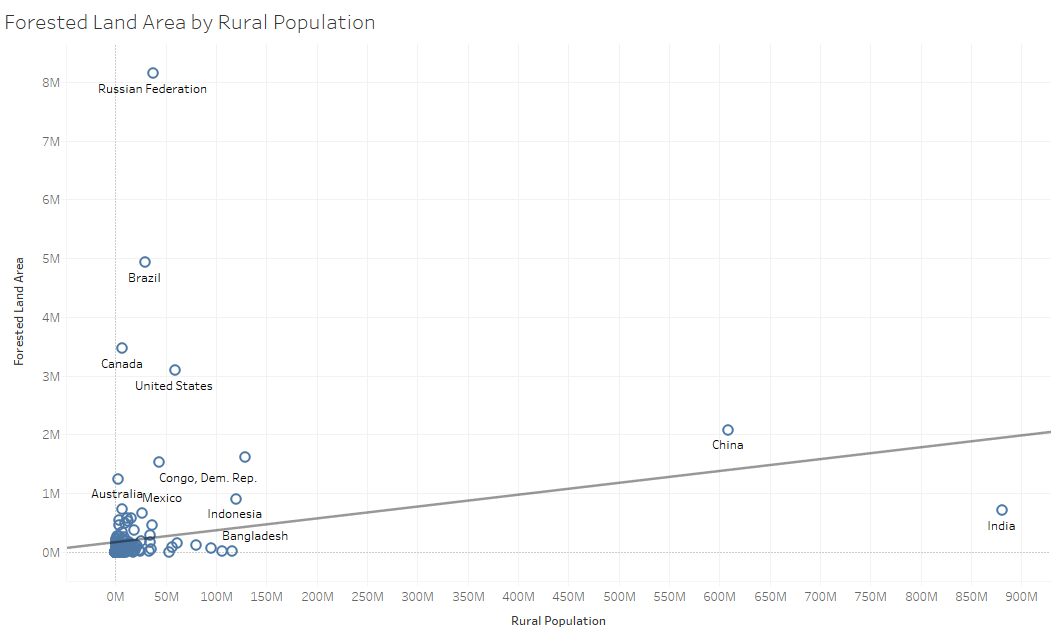 Forested Land Area by Rural Population
8M
Russian Federation
7M
6M
5M
Brazil
4M
Canada
3M
United States
2M
China
Congo, Dem. Rep.
1M
Australia
Mexico
Indonesia
India
Bangladesh
0M
Forested Land Area
0M 50M 100M 150M 200M 250M 300M 350M 400M 450M 500M 550M 600M 650M 700M 750M 800M 850M 900M
Rural Population